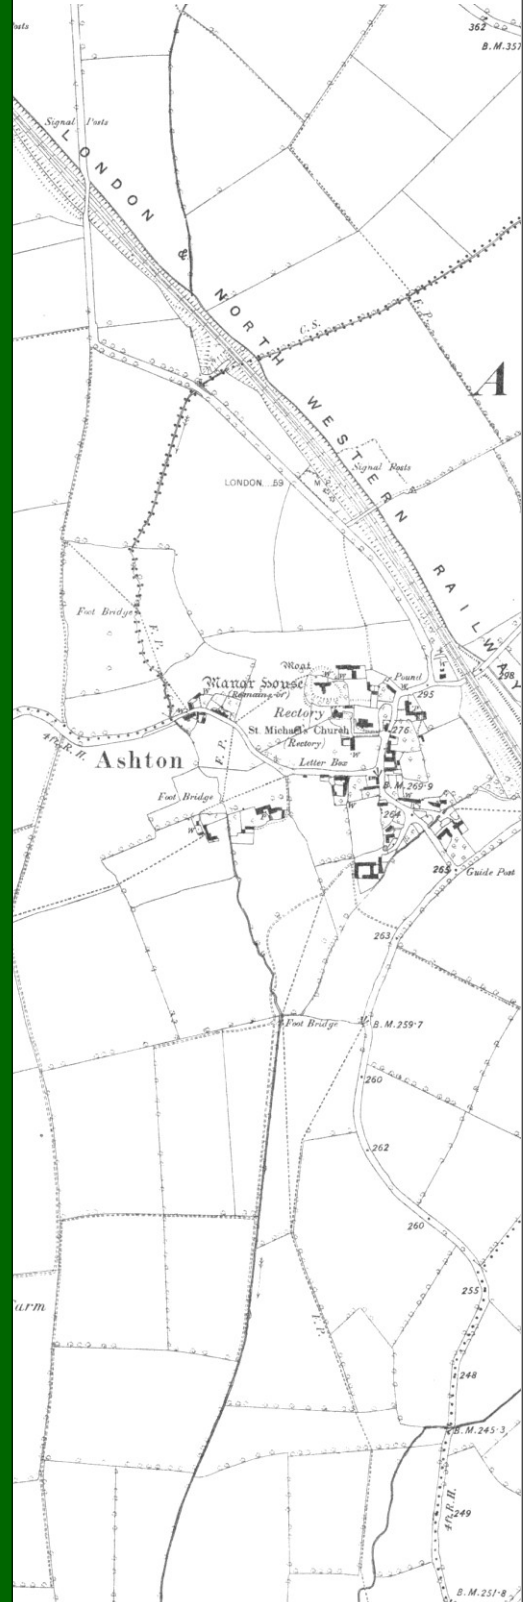 362
B.M.357
Signal Posts
LONDON & NORTH WESTERN RAILWAY
C.S.
F.P.
A
Signal Posts
LONDON 59
M.P.
Foot Bridge
F.P.
Moat
Manor House
(Remains of)
Pound
298
W
295
Rectory
276
St. Michael's Church
(Rectory)
4ft. R.H.
Ashton
F.P.
Letter Box
B.M.269·9
Foot Bridge
264
W
265
Guide Post
263
Foot Bridge
B.M.259·7
260
262
260
255
F.P.
248
B.M.245·3
4ft. R.H.
249
B.M.251·8